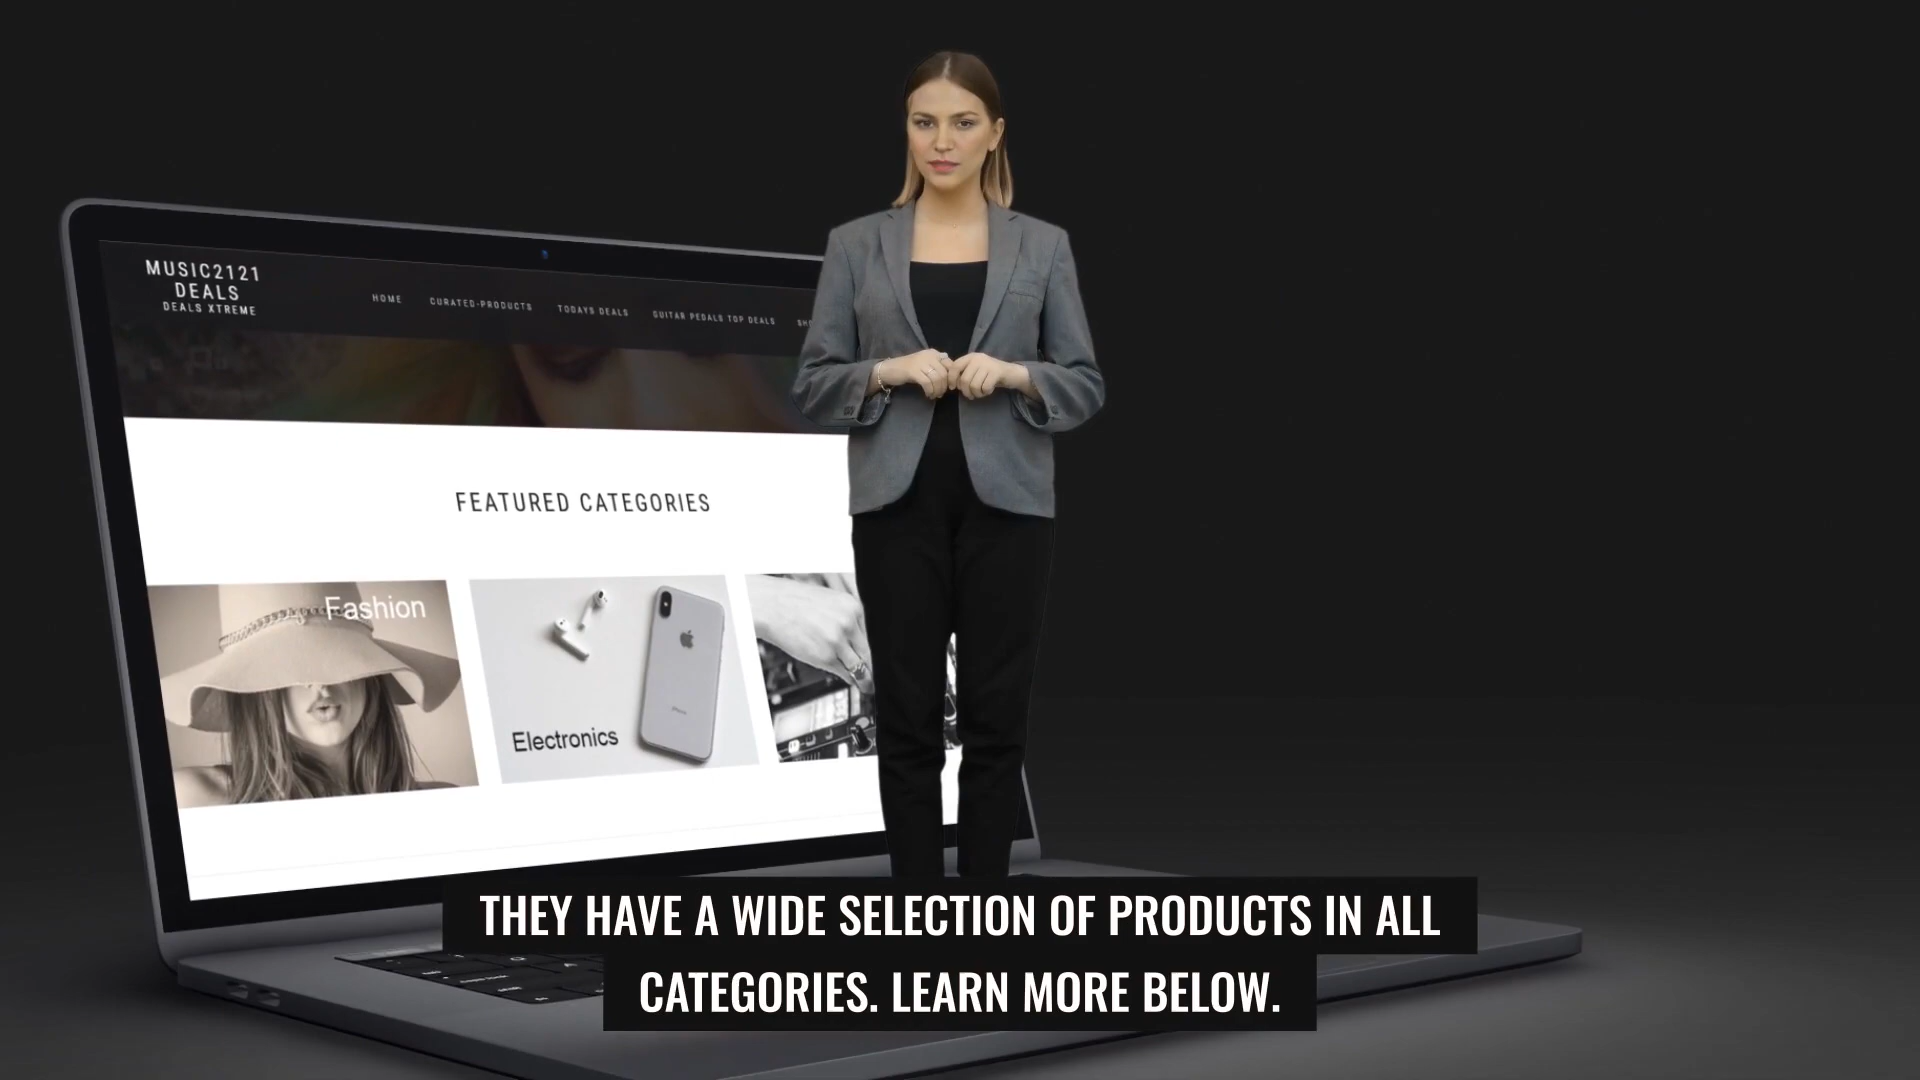 MUSIC2121
DEALS
DEALS XTREME
HOME
CURATED-PRODUCTS
TODAYS DEALS
GUITAR PEDALS TOP DEALS
FEATURED CATEGORIES
Fashion
Electronics
THEY HAVE A WIDE SELECTION OF PRODUCTS IN ALL
CATEGORIES. LEARN MORE BELOW.